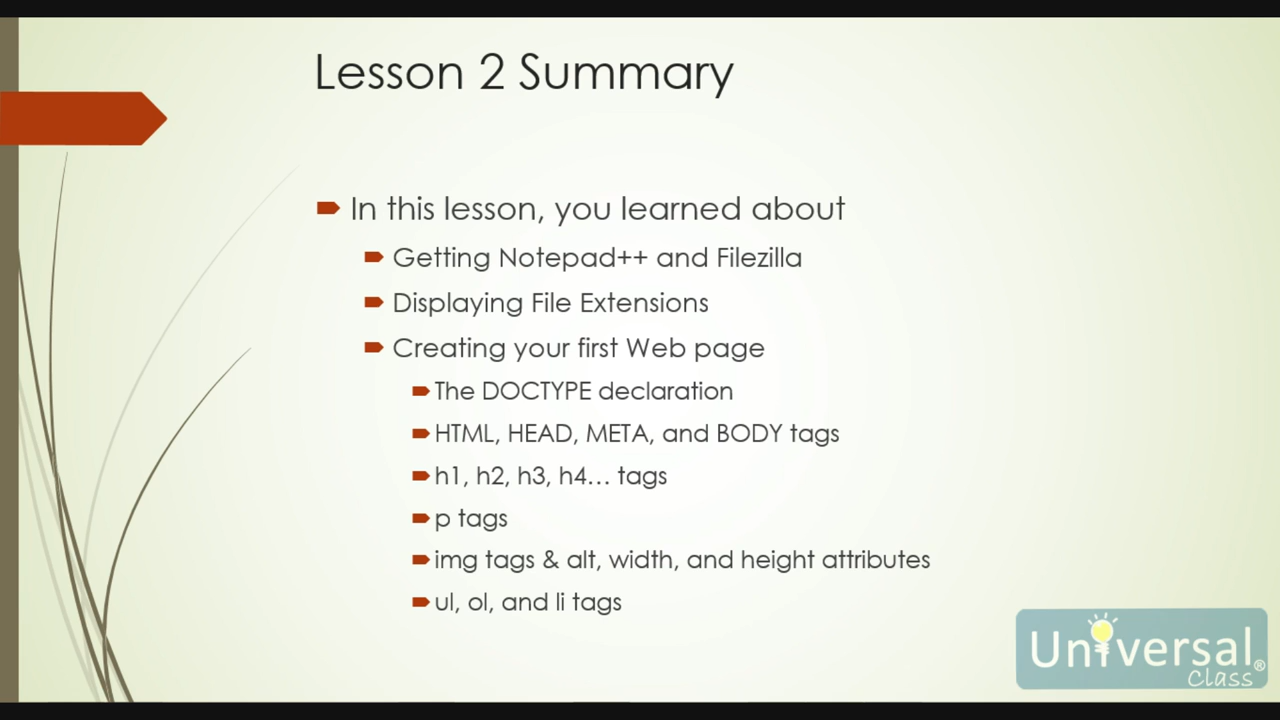 Lesson 2 Summary
In this lesson, you learned about
Getting Notepad++ and Filezilla
Displaying File Extensions
Creating your first Web page
The DOCTYPE declaration
HTML, HEAD, META, and BODY tags
h1, h2, h3, h4... tags
p tags
img tags & alt, width, and height attributes
ul, ol, and li tags
Universal®
Class